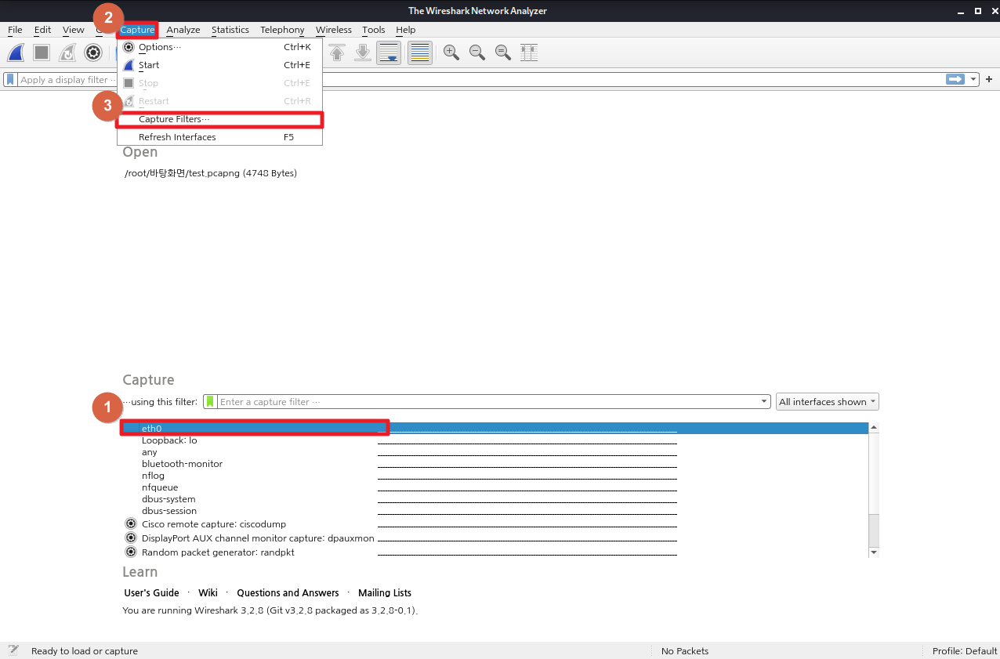 The Wireshark Network Analyzer
2
File Edit View Capture Analyze Statistics Telephony Wireless Tools Help
Options··· Ctrl+K
Start Ctrl+E
Stop Ctrl+E
Apply a display filter ···
Restart Ctrl+R
3
Capture Filters···
Refresh Interfaces F5
Open
/root/바탕화면/test.pcapng (4748 Bytes)
Capture
1
···using this filter: Enter a capture filter ··· All interfaces shown
eth0
Loopback: lo
any
bluetooth-monitor
nflog
nfqueue
dbus-system
dbus-session
Cisco remote capture: ciscodump
DisplayPort AUX channel monitor capture: dpauxmon
Random packet generator: randpkt
Learn
User's Guide · Wiki · Questions and Answers · Mailing Lists
You are running Wireshark 3.2.8 (Git v3.2.8 packaged as 3.2.8-0.1).
Ready to load or capture No Packets Profile: Default